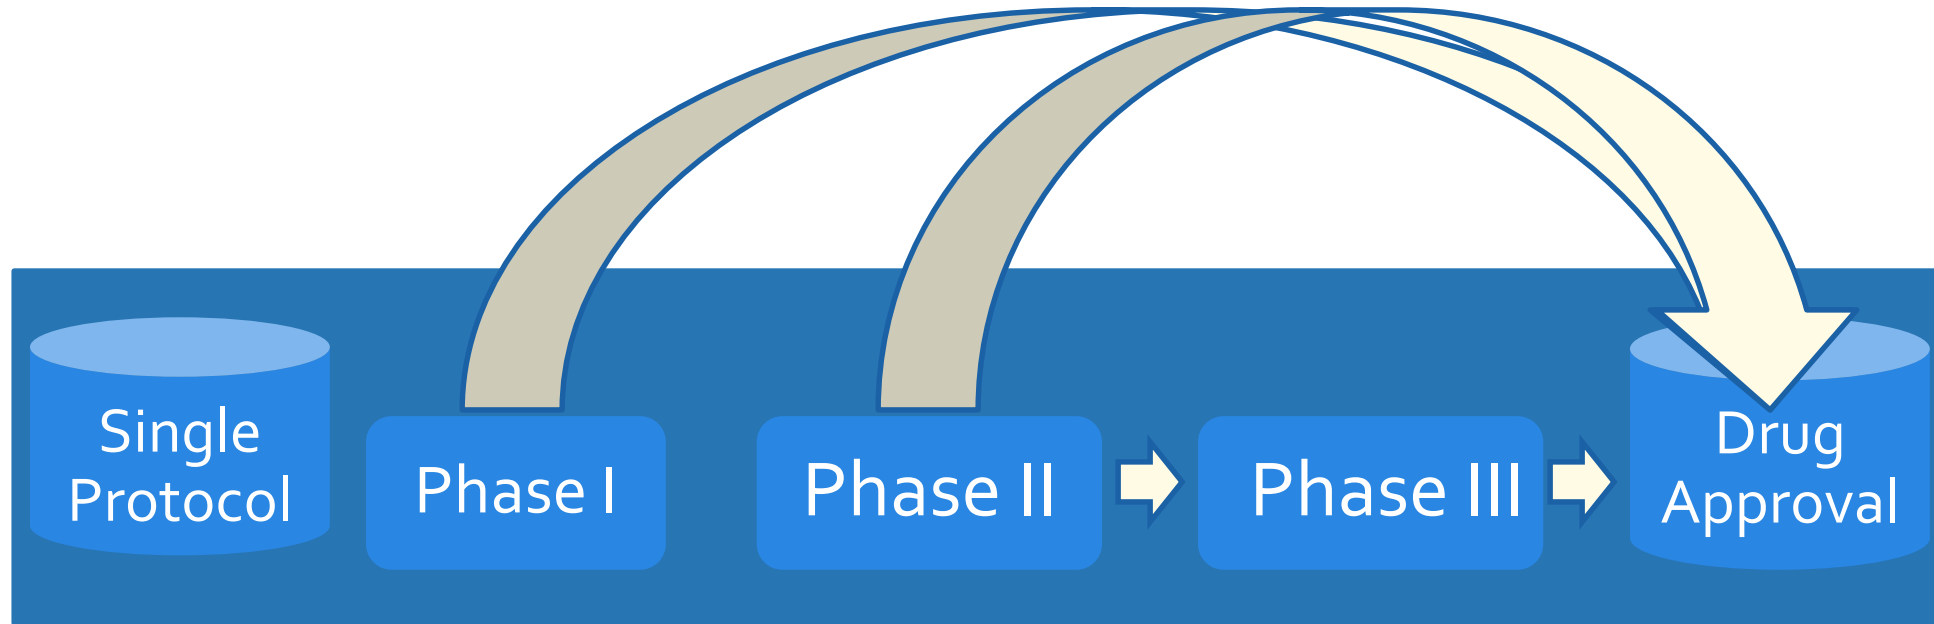 Single
Protocol
Phase I
Phase II
Phase III
Drug
Approval